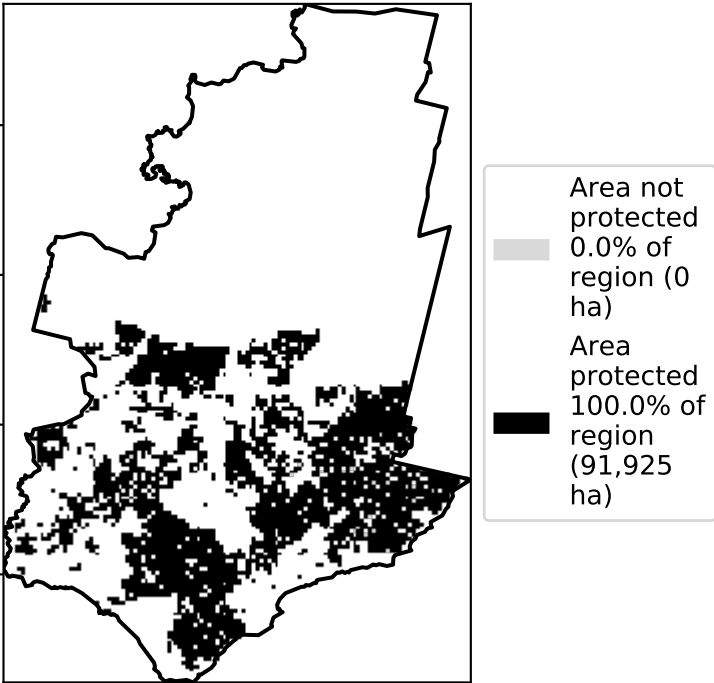 Area not
protected
0.0% of
region (0
ha)
Area
protected
100.0% of
region
(91,925
ha)